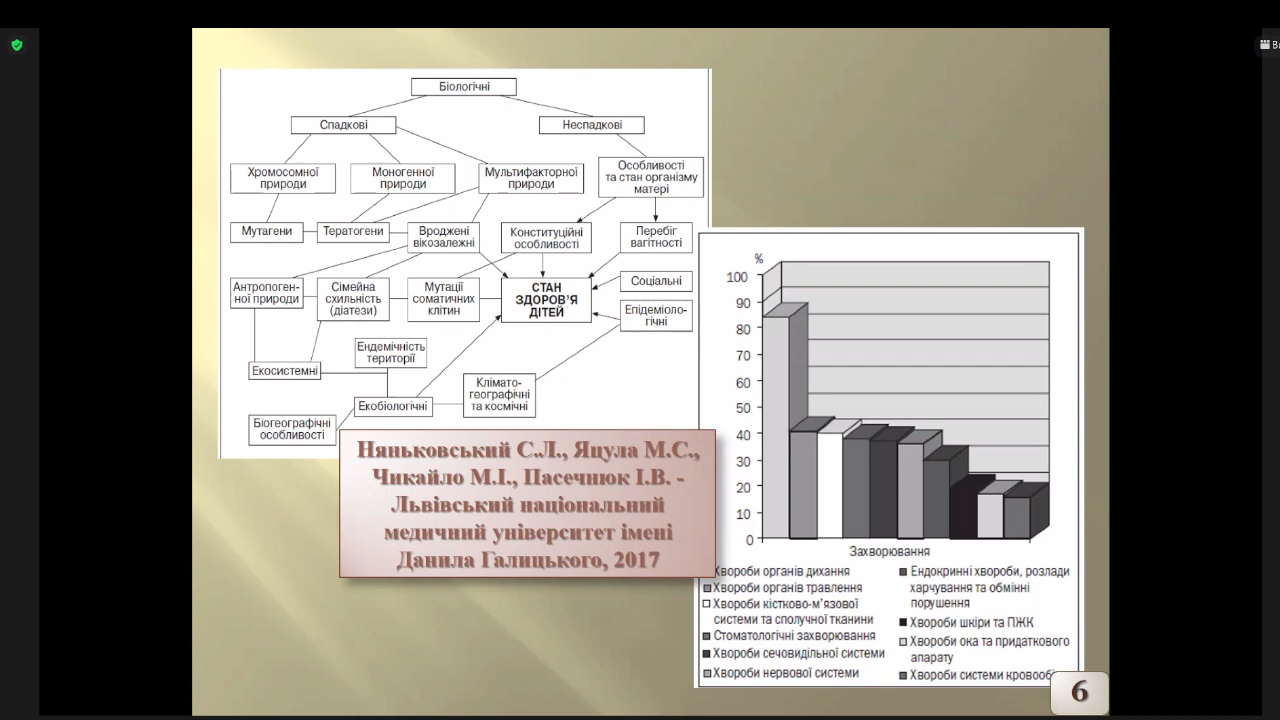 Біологічні
Спадкові
Неспадкові
Хромосомної
природи
Моногенної
природи
Мультифакторної
природи
Особливості
та стан організму
матері
Мутагени
Тератогени
Вроджені
вікозалежні
Конституційні
особливості
Перебіг
вагітності
Антропоген-
ної природи
Сімейна
схильність
(діатези)
Мутації
соматичних
клітин
СТАН
ЗДОРОВ'Я
ДІТЕЙ
Соціальні
Епідеміоло-
гічні
Ендемічність
території
Екосистемні
Клімато-
географічні
та космічні
Екобіологічні
Біогеографічні
особливості
Няньковський С.Л., Яцула М.С.,
Чикайло М.І., Пасечнюк І.В. -
Львівський національний
медичний університет імені
Данила Галицького, 2017
%
100
90
80
70
60
50
40
30
20
10
0
Захворювання
Хвороби органів дихання
Хвороби органів травлення
Хвороби кістково-м'язової
системи та сполучної тканини
Стоматологічні захворювання
Хвороби сечовидільної системи
Хвороби нервової системи
Ендокринні хвороби, розлади
харчування та обмінні
порушення
Хвороби шкіри та ПЖК
Хвороби ока та придаткового
апарату
Хвороби системи
6